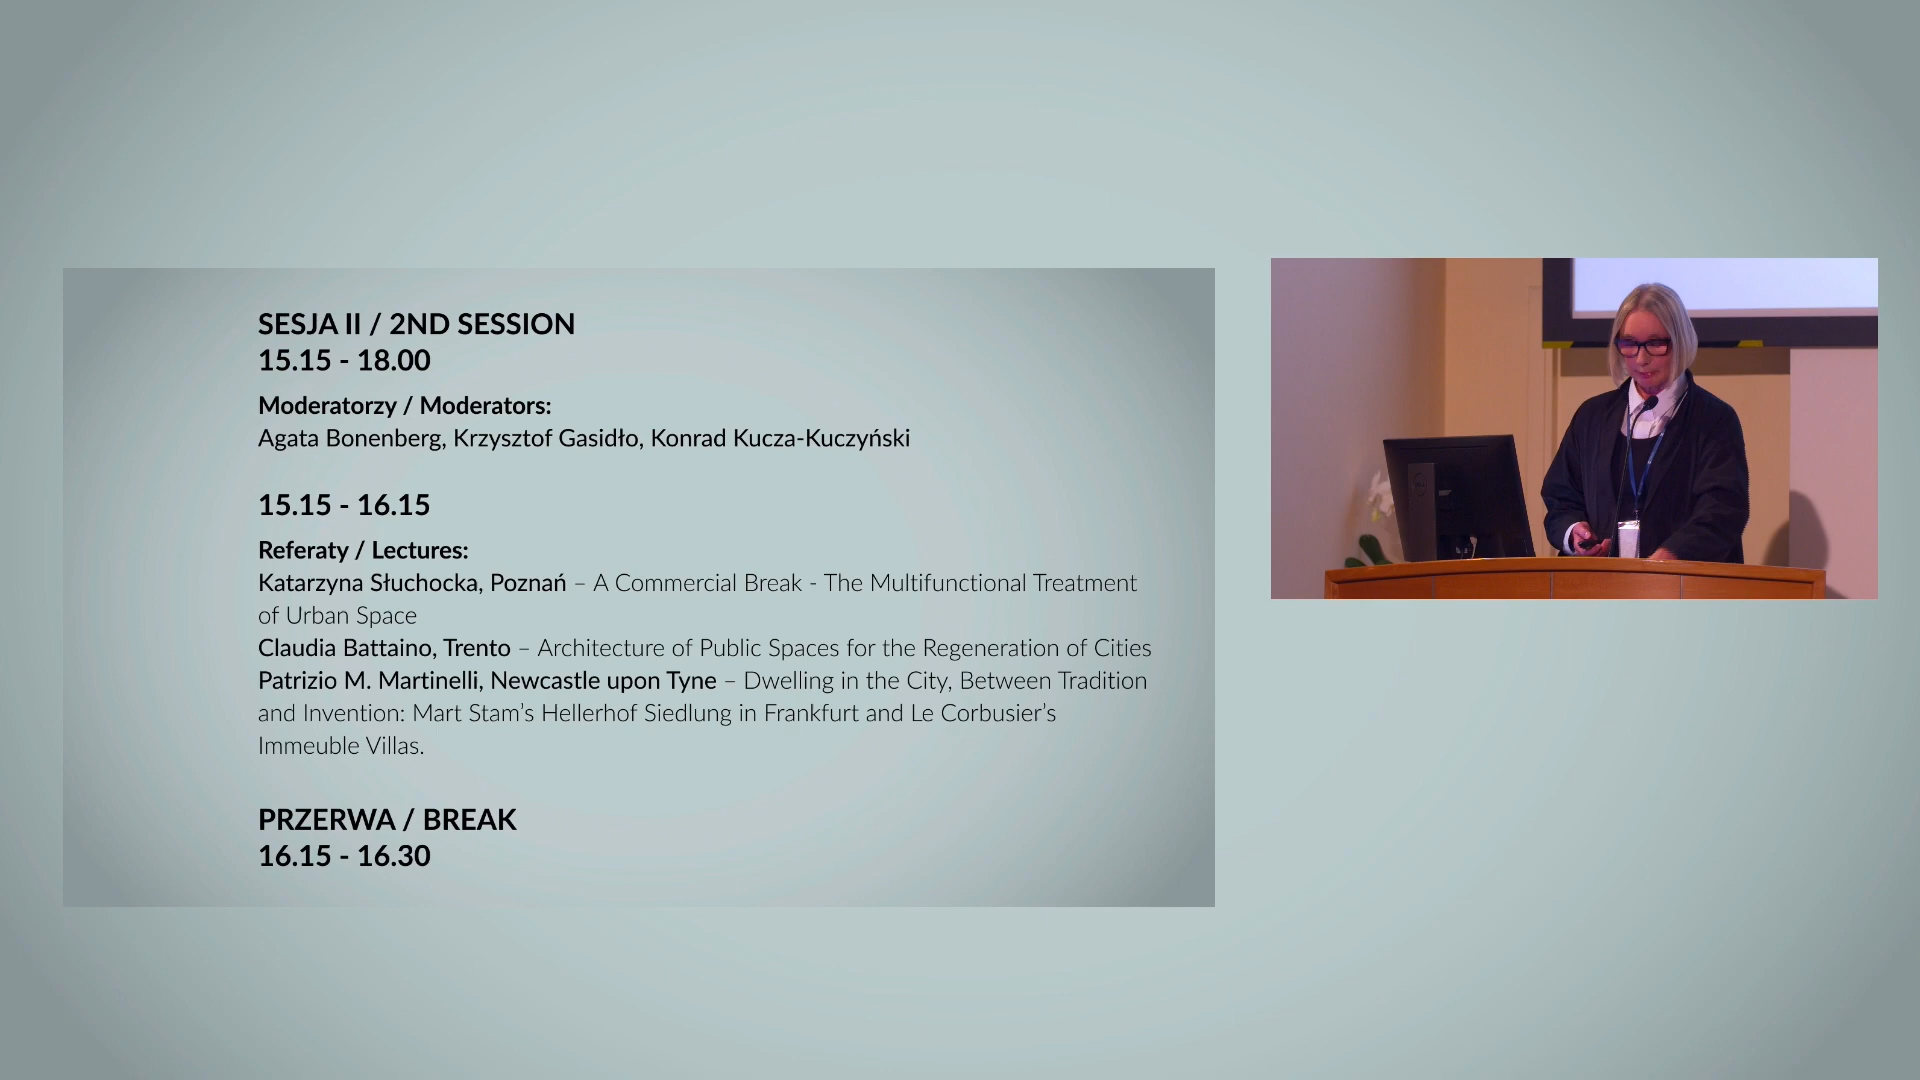 SESJA II / 2ND SESSION
15.15 - 18.00
Moderatorzy / Moderators:
Agata Bonenberg, Krzysztof Gasidło, Konrad Kucza-Kuczyński
15.15 - 16.15
Referaty / Lectures:
Katarzyna Słuchocka, Poznań – A Commercial Break - The Multifunctional Treatment
of Urban Space
Claudia Battaino, Trento – Architecture of Public Spaces for the Regeneration of Cities
Patrizio M. Martinelli, Newcastle upon Tyne – Dwelling in the City, Between Tradition
and Invention: Mart Stam’s Hellerhof Siedlung in Frankfurt and Le Corbusier’s
Immeuble Villas.
PRZERWA / BREAK
16.15 - 16.30